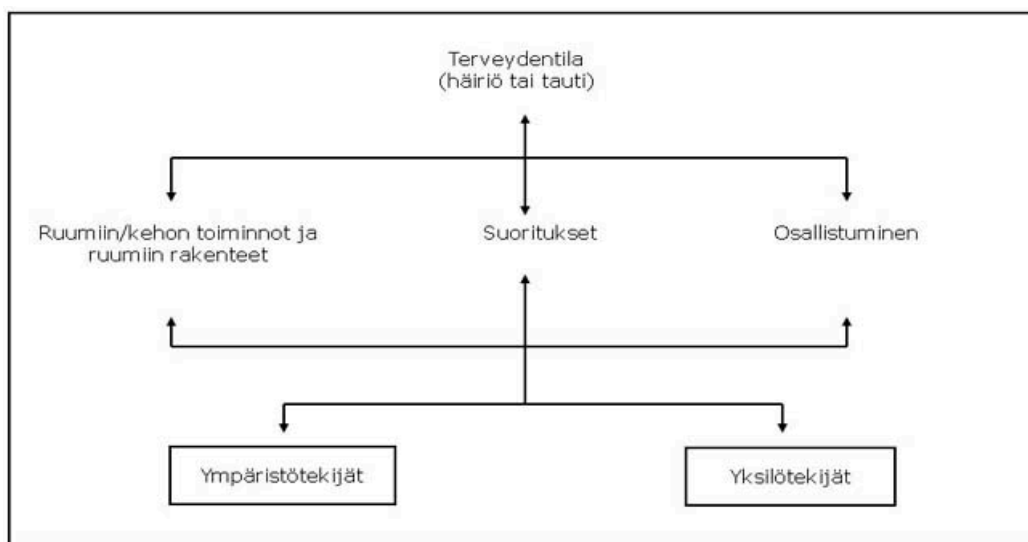 Terveydentila
(häiriö tai tauti)
Ruumiin/kehon toiminnot ja
ruumiin rakenteet
Suoritukset
Osallistuminen
Ympäristötekijät
Yksilötekijät